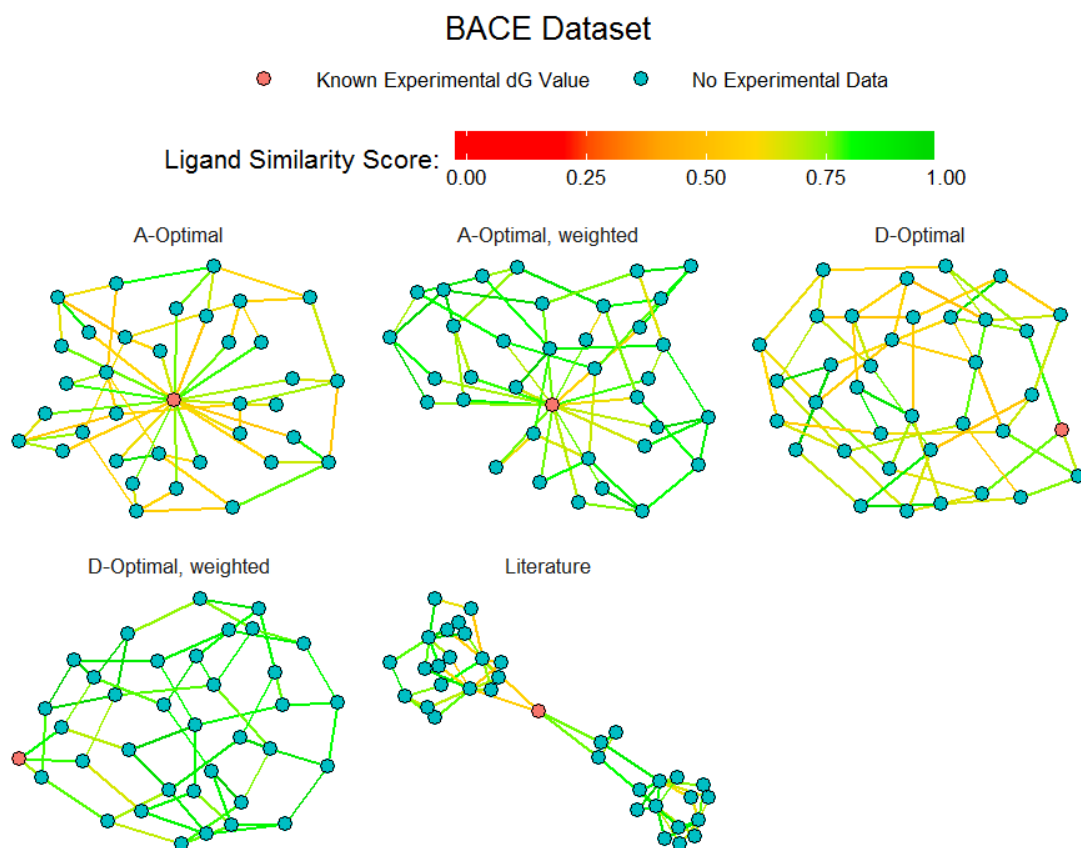 BACE Dataset
Known Experimental dG Value No Experimental Data
Ligand Similarity Score:
0.00 0.25 0.50 0.75 1.00
A-Optimal A-Optimal, weighted D-Optimal
D-Optimal, weighted Literature